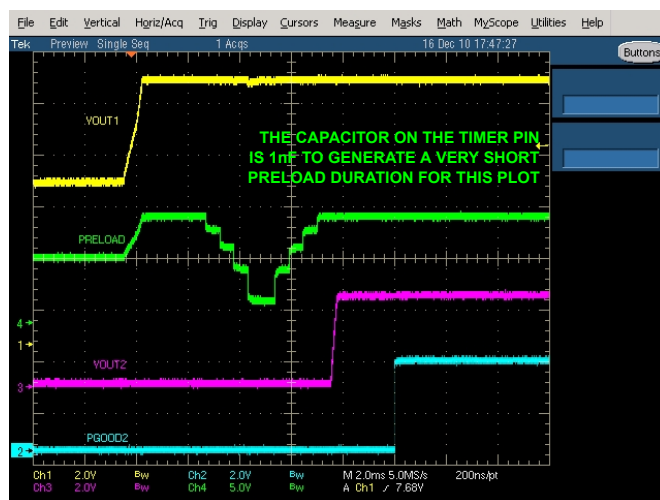 File Edit Vertical Horiz/Acq Trig Display Cursors Measure Masks Math MyScope Utilities Help
Tek Preview Single Seq 1 Acqs 16 Dec 10 17:47:27 Buttons
VOUT1
THE CAPACITOR ON THE TIMER PIN
IS 1nF TO GENERATE A VERY SHORT
PRELOAD DURATION FOR THIS PLOT
PRELOAD
4
1
VOUT2
3
PGOOD2
2
Ch1 2.0V Bw Ch2 2.0V Bw M 2.0ms 5.0MS/s 200ns/pt
Ch3 2.0V Bw Ch4 5.0V Bw A Ch1 / 7.68V